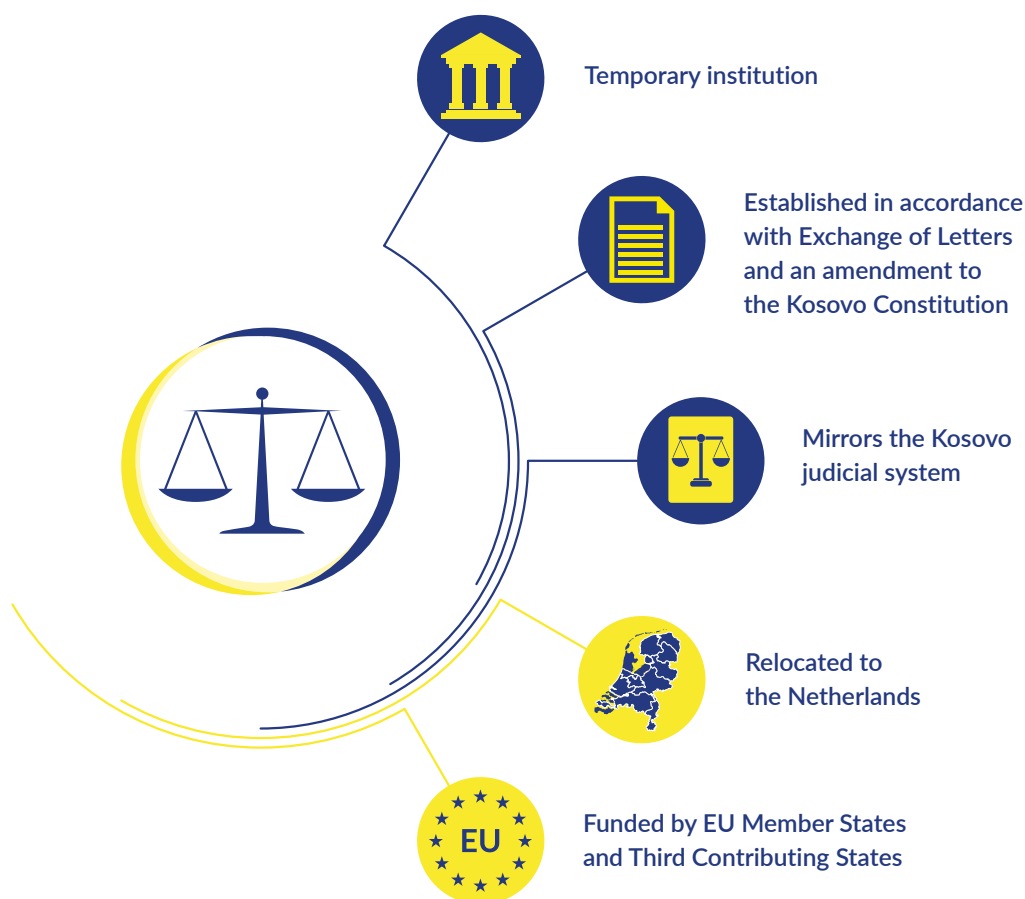 Temporary institution
Established in accordance
with Exchange of Letters
and an amendment to
the Kosovo Constitution
Mirrors the Kosovo
judicial system
Relocated to
the Netherlands
EU
Funded by EU Member States
and Third Contributing States